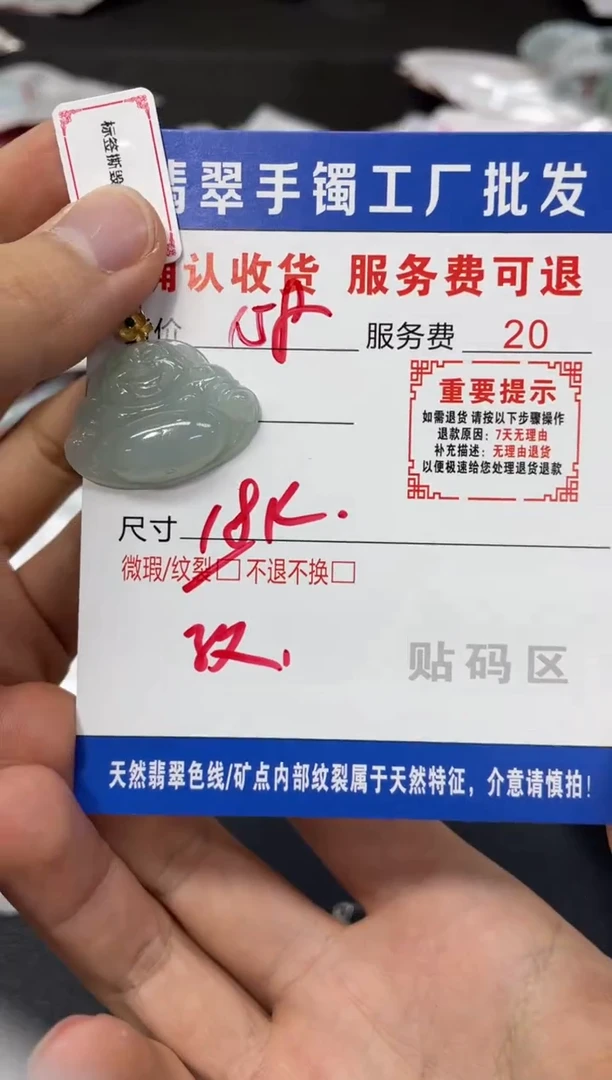 标签断毁
翡翠手镯工厂批发
确认收货 服务费可退
价
服务费 20
重要提示
如需退货 请按以下步骤操作
退款原因：7天无理由
补充描述：无理由退货
以便极速给您处理退货退款
尺寸 18K.
微瑕/纹裂□ 不退不换□
贴码区
天然翡翠色线/矿点内部纹裂属于天然特征，介意请慎拍！